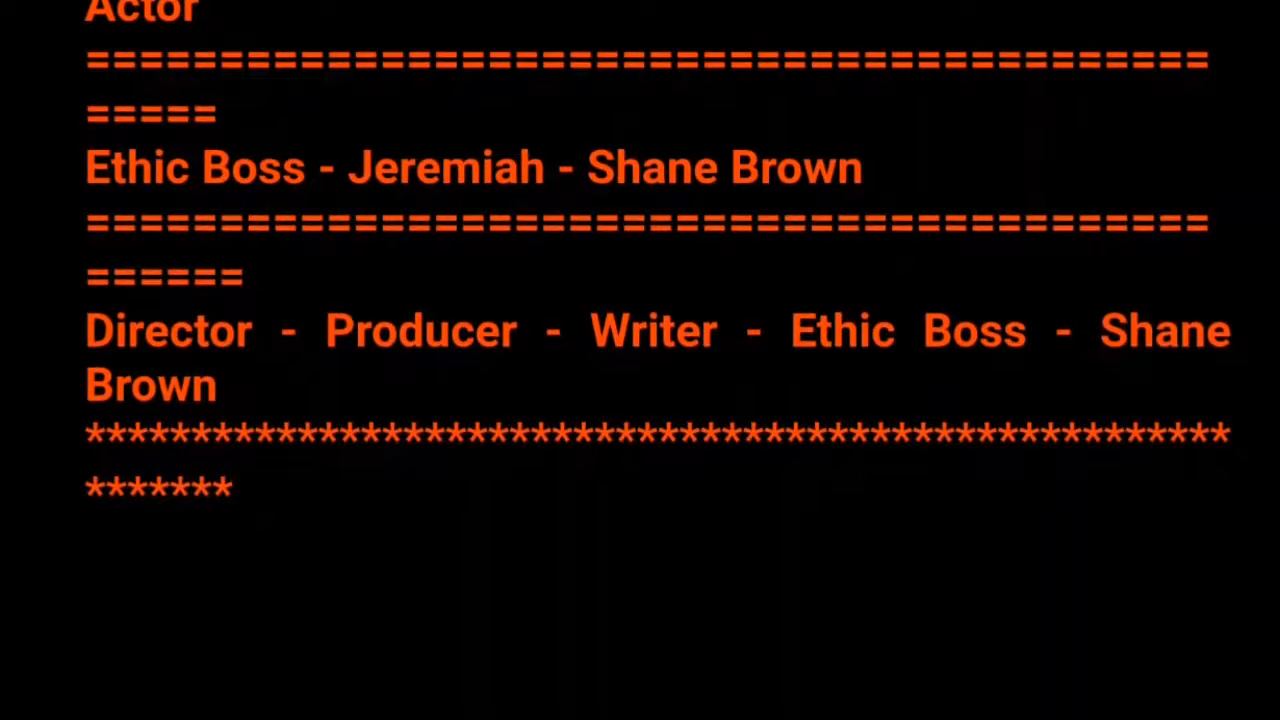 Actor
==========================================
=====
Ethic Boss - Jeremiah - Shane Brown
==========================================
======
Director - Producer - Writer - Ethic Boss - Shane
Brown
******************************************************
*******